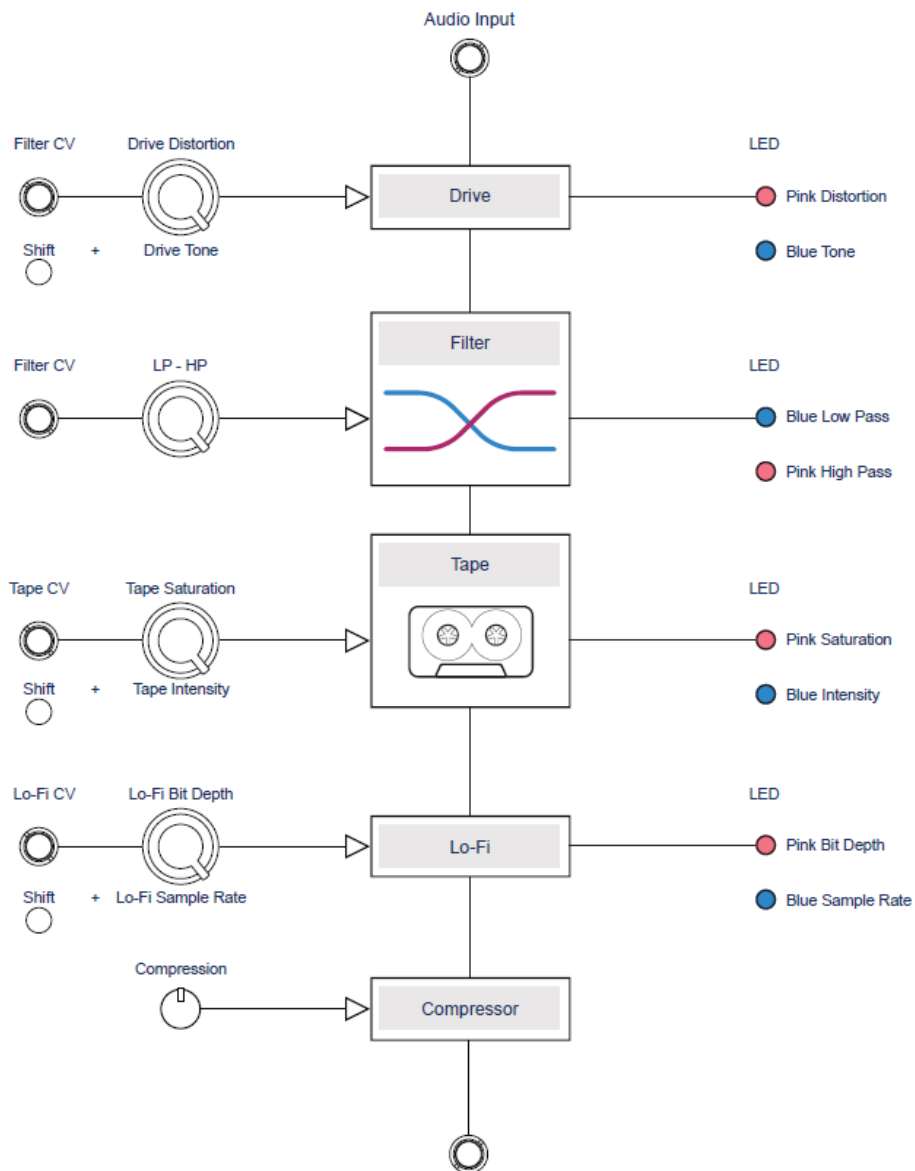 Audio Input
Filter CV Drive Distortion LED
Drive Pink Distortion
Shift + Drive Tone Blue Tone
Filter
Filter CV LP - HP LED
Blue Low Pass
Pink High Pass
Tape
Tape CV Tape Saturation LED
Pink Saturation
Shift + Tape Intensity Blue Intensity
Lo-Fi CV Lo-Fi Bit Depth LED
Lo-Fi Pink Bit Depth
Shift + Lo-Fi Sample Rate Blue Sample Rate
Compression
Compressor